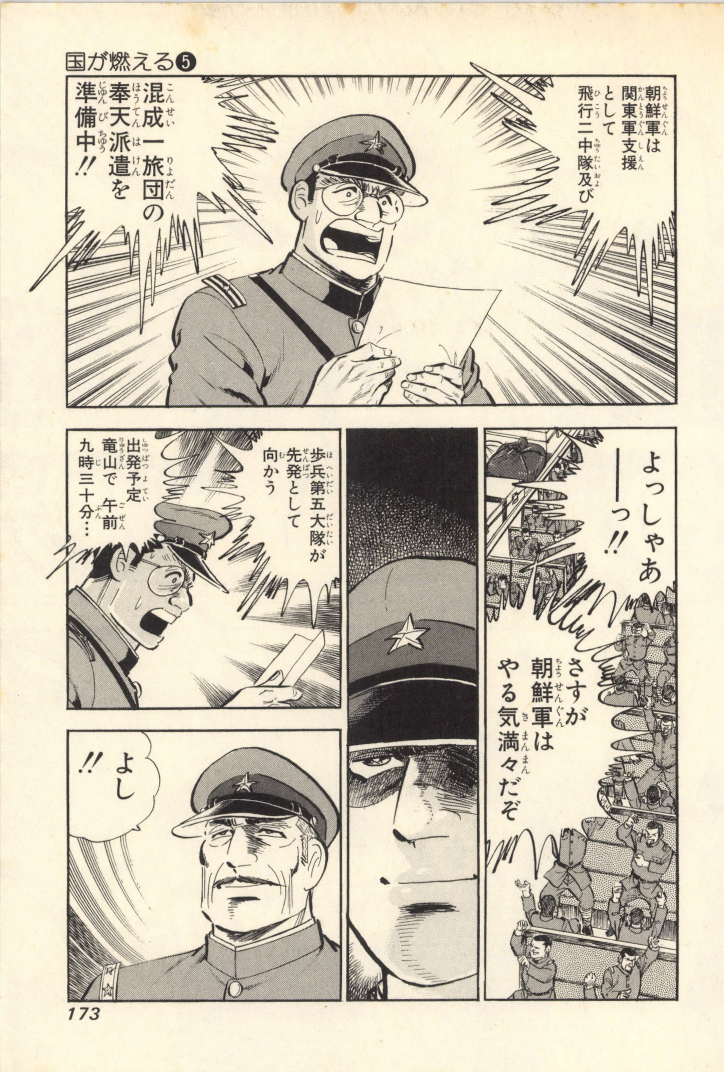 国が燃える❺
朝鮮軍は
関東軍支援
として
飛行二中隊及び
混成一旅団の
奉天派遣を
準備中!!
よっしゃあ
ーーっ!!
さすが
朝鮮軍は
やる気満々だぞ
歩兵第五大隊が
先発として
向かう
出発予定
竜山で午前
九時三十分…
よし
!!
173